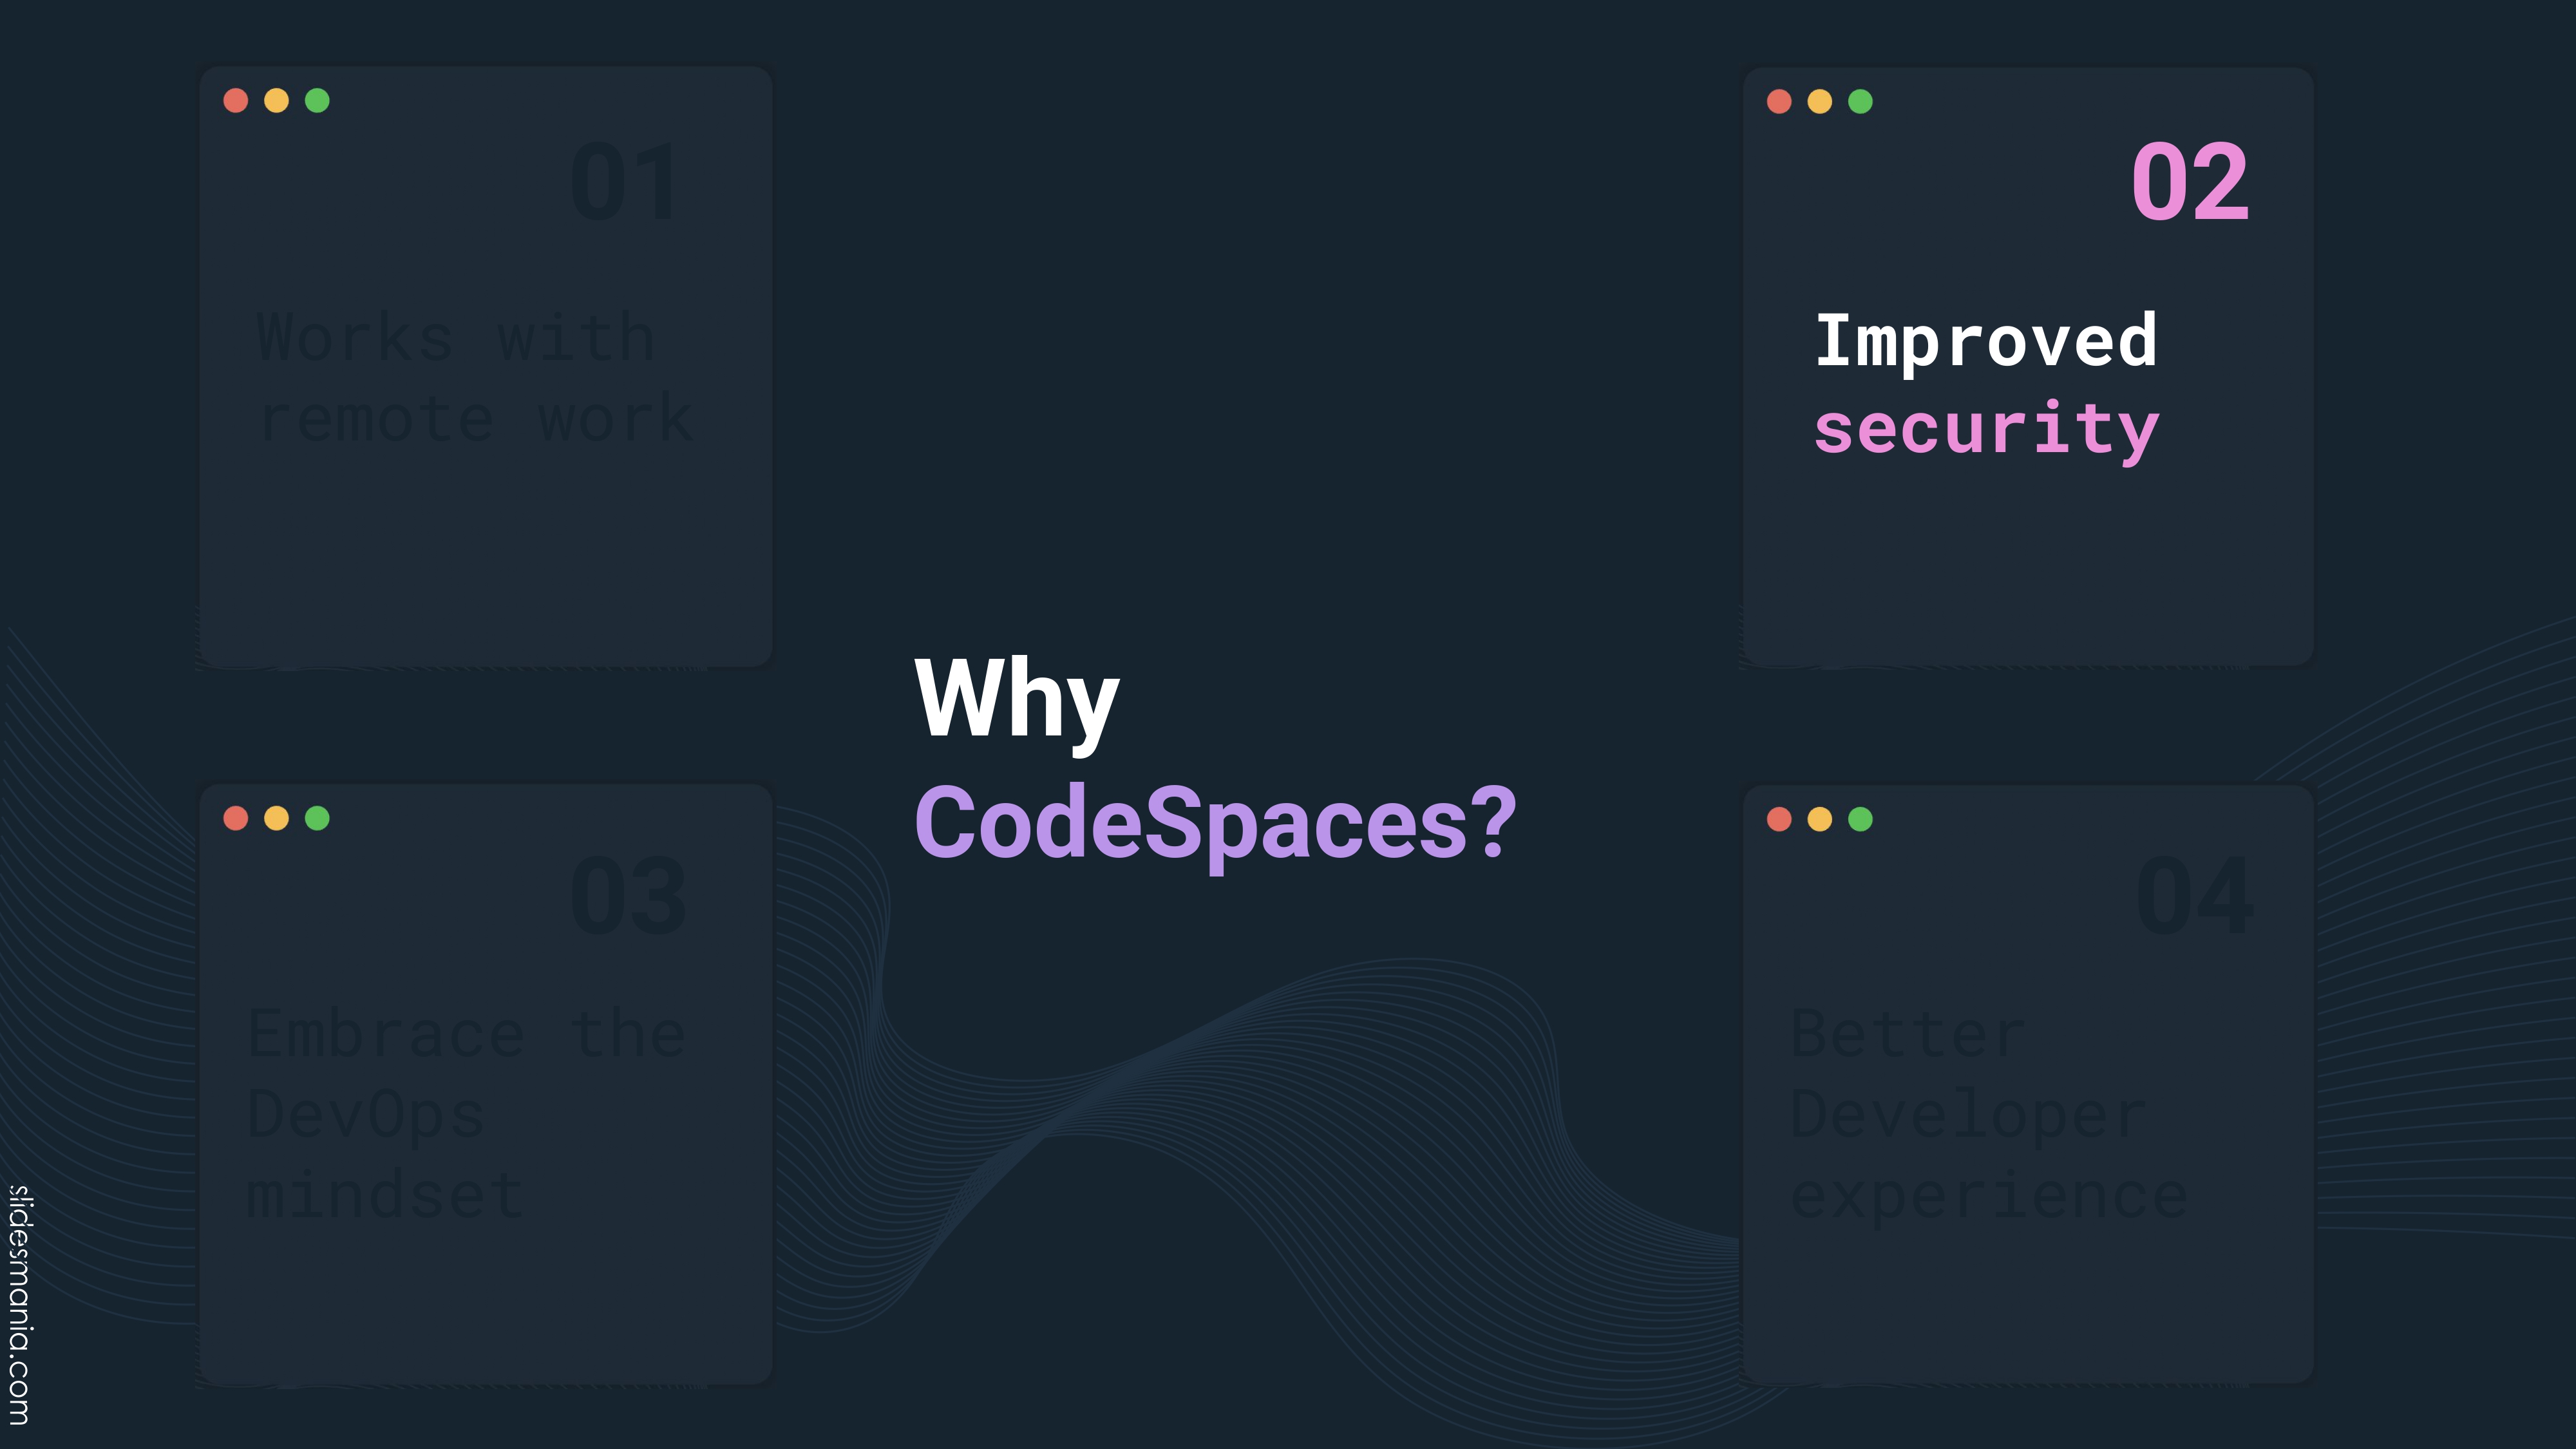 01
Works with
remote work
02
Improved
security
Why
CodeSpaces?
03
Embrace the
DevOps
mindset
04
Better
Developer
experience
slidesmania.com